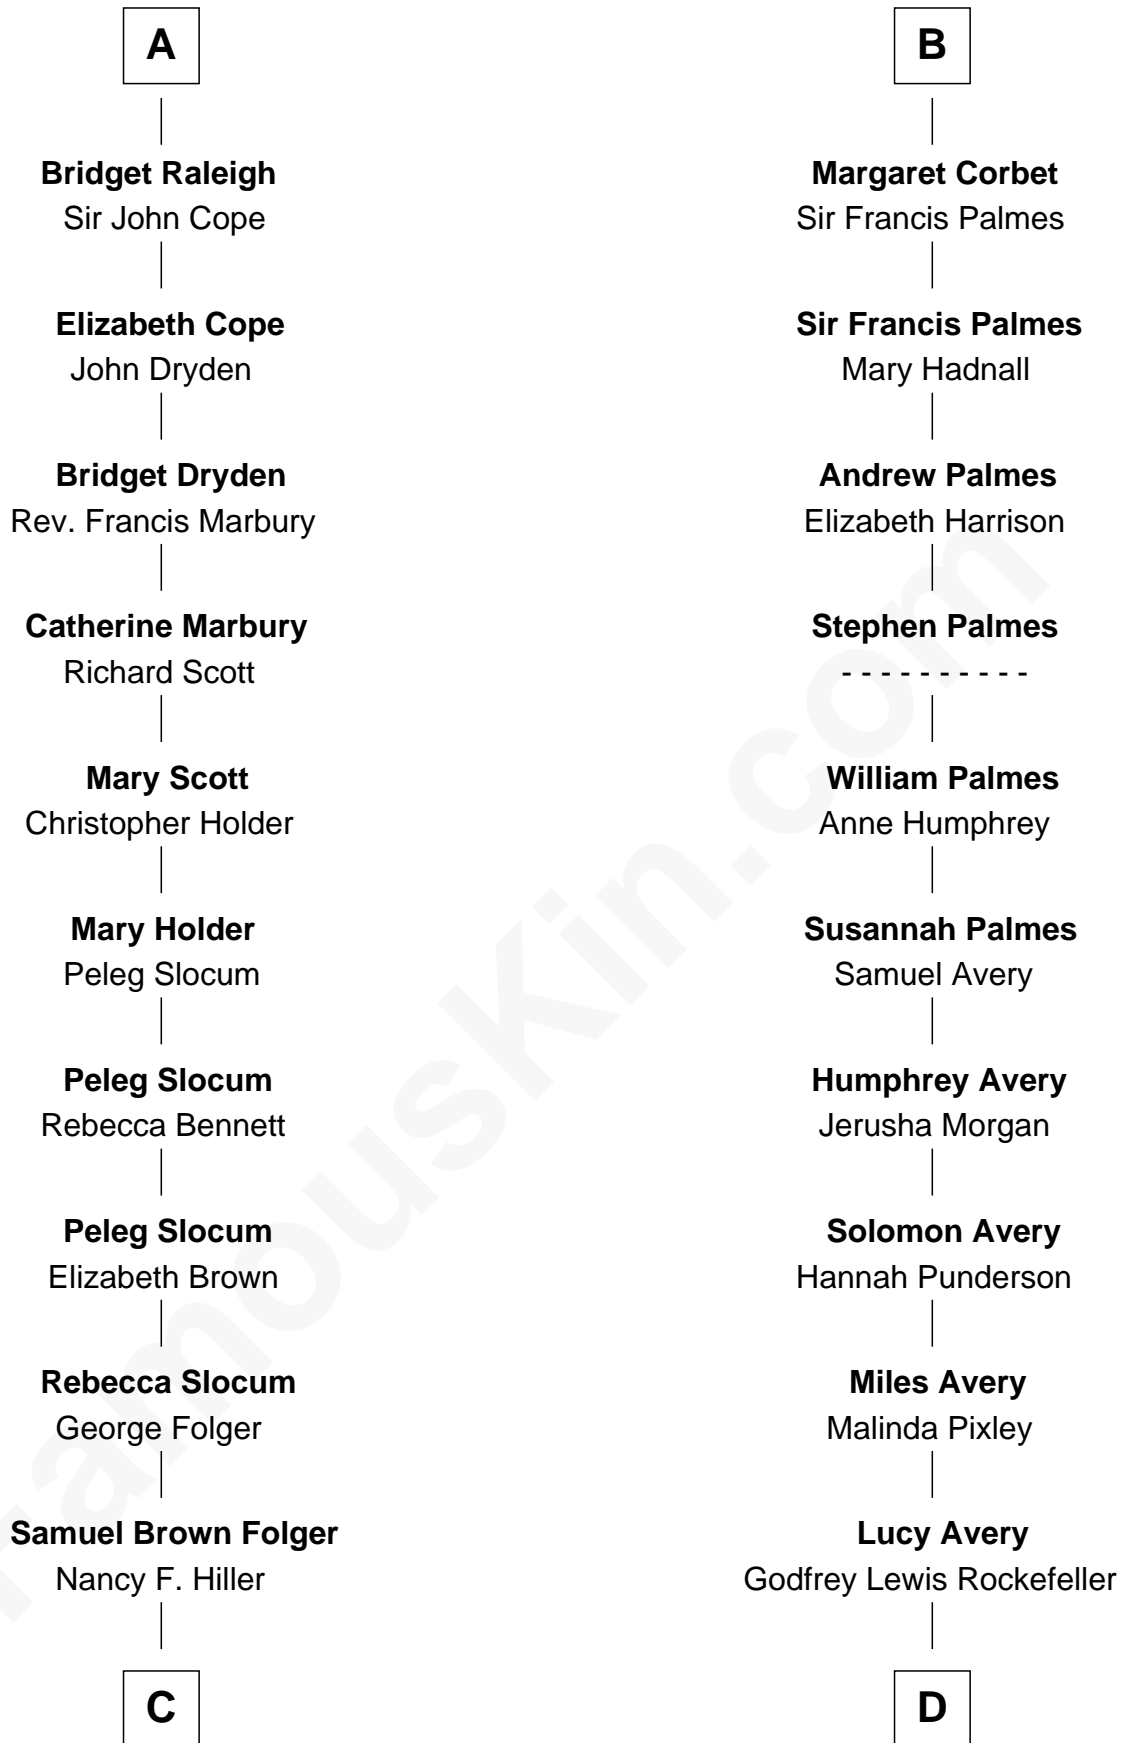 A
Bridget Raleigh
Sir John Cope
Elizabeth Cope
John Dryden
Bridget Dryden
Rev. Francis Marbury
Catherine Marbury
Richard Scott
Mary Scott
Christopher Holder
Mary Holder
Peleg Slocum
Peleg Slocum
Rebecca Bennett
Peleg Slocum
Elizabeth Brown
Rebecca Slocum
George Folger
Samuel Brown Folger
Nancy F. Hiller
C
B
Margaret Corbet
Sir Francis Palmes
Sir Francis Palmes
Mary Hadnall
Andrew Palmes
Elizabeth Harrison
Stephen Palmes
- - - - - - - - - -
William Palmes
Anne Humphrey
Susannah Palmes
Samuel Avery
Humphrey Avery
Jerusha Morgan
Solomon Avery
Hannah Punderson
Miles Avery
Malinda Pixley
Lucy Avery
Godfrey Lewis Rockefeller
D
FamousKin.com